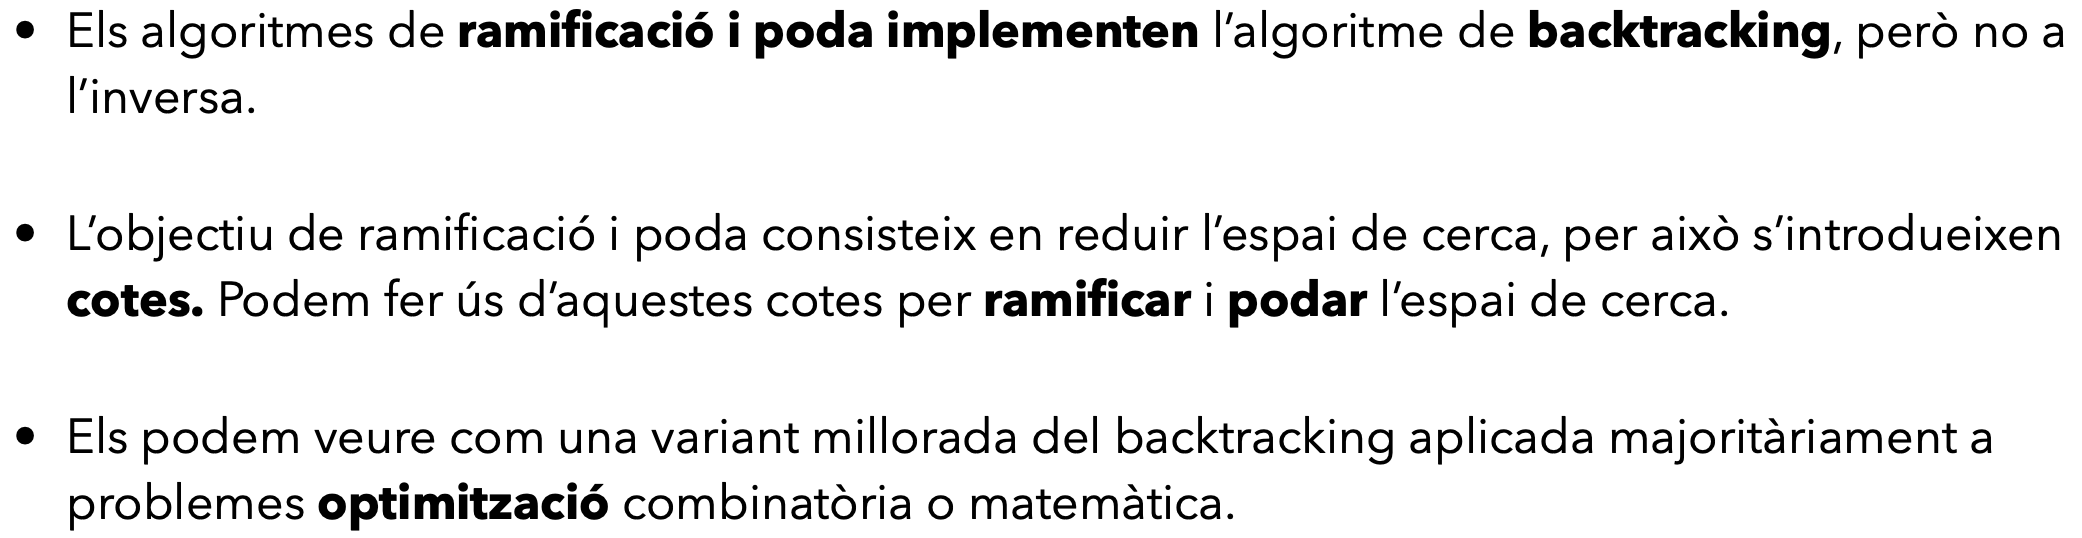 • Els algoritmes de ramificació i poda implementen l’algoritme de backtracking, però no a
l’inversa.
• L’objectiu de ramificació i poda consisteix en reduir l’espai de cerca, per això s’introdueixen
cotes. Podem fer ús d’aquestes cotes per ramificar i podar l’espai de cerca.
• Els podem veure com una variant millorada del backtracking aplicada majoritàriament a
problemes optimització combinatòria o matemàtica.